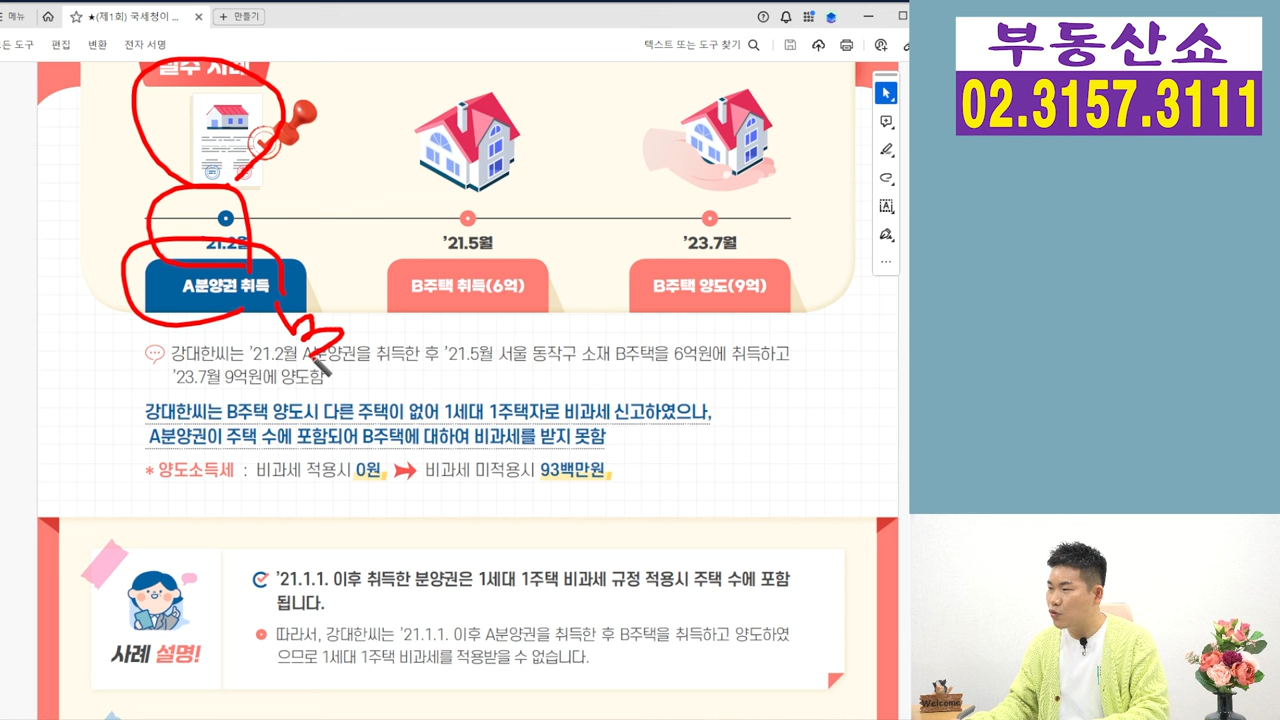 메뉴
★(제1회) 국세청이 ...
만들기
모든 도구
편집
변환
전자 서명
텍스트 또는 도구 찾기
부동산쇼
02.3157.3111
실수 사례
'21.2월
'21.5월
'23.7월
A분양권 취득
B주택 취득(6억)
B주택 양도(9억)
강대한씨는 '21.2월 A분양권을 취득한 후 '21.5월 서울 동작구 소재 B주택을 6억원에 취득하고
'23.7월 9억원에 양도함
강대한씨는 B주택 양도시 다른 주택이 없어 1세대 1주택자로 비과세 신고하였으나,
A분양권이 주택 수에 포함되어 B주택에 대하여 비과세를 받지 못함
* 양도소득세 : 비과세 적용시 0원, 비과세 미적용시 93백만원,
'21.1.1. 이후 취득한 분양권은 1세대 1주택 비과세 규정 적용시 주택 수에 포함
됩니다.
따라서, 강대한씨는 '21.1.1. 이후 A분양권을 취득한 후 B주택을 취득하고 양도하였
으므로 1세대 1주택 비과세를 적용받을 수 없습니다.
사례 설명!
Welcome